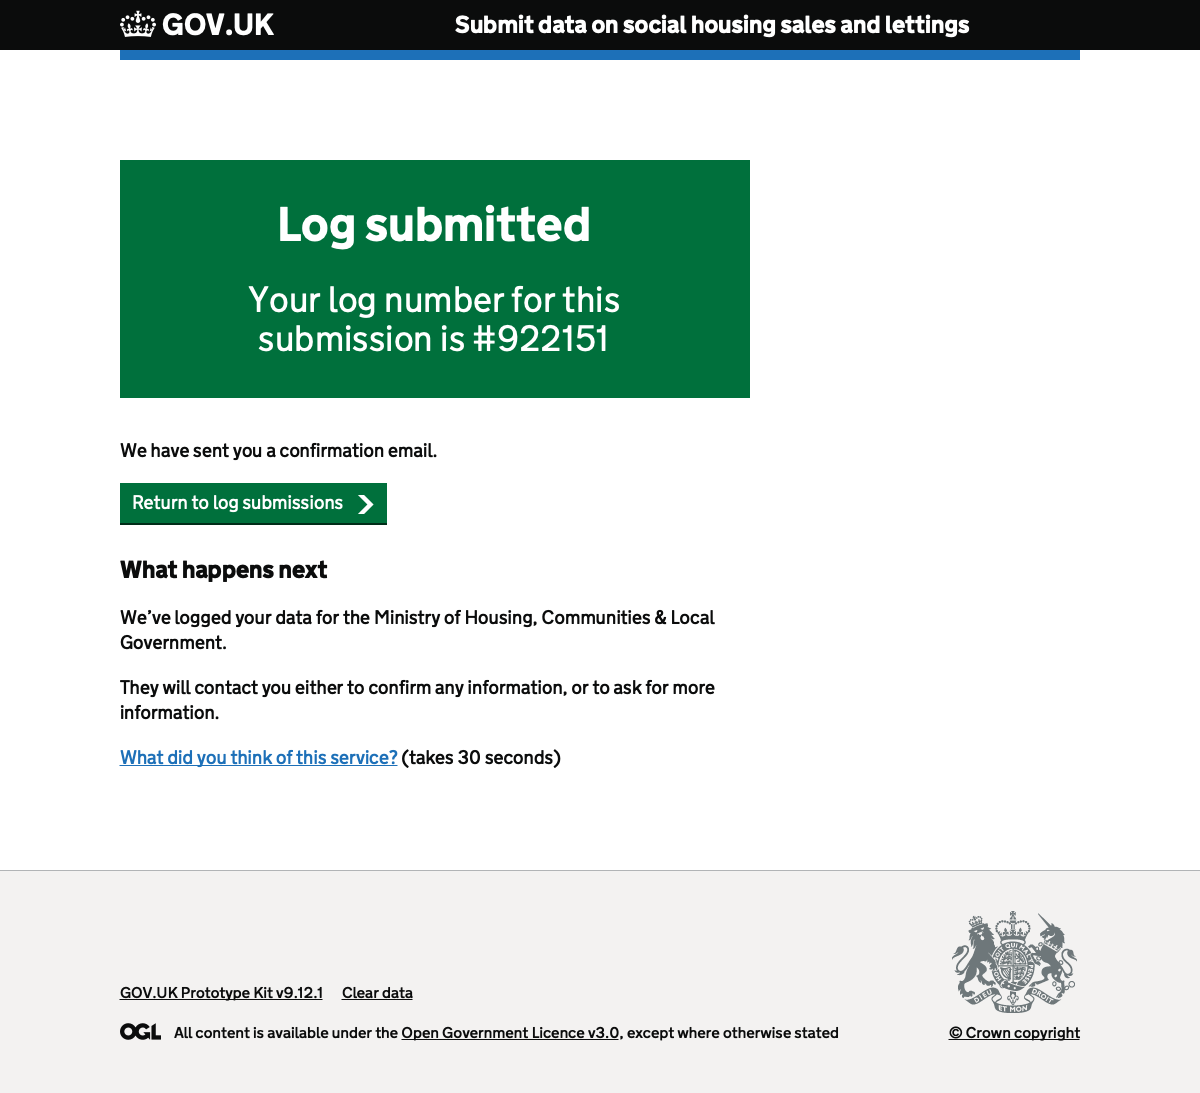 GOV.UK
Submit data on social housing sales and lettings
Log submitted
Your log number for this
submission is #922151
We have sent you a confirmation email.
Return to log submissions
What happens next
We’ve logged your data for the Ministry of Housing, Communities & Local
Government.
They will contact you either to confirm any information, or to ask for more
information.
What did you think of this service? (takes 30 seconds)
GOV.UK Prototype Kit v9.12.1 Clear data
OGL All content is available under the Open Government Licence v3.0, except where otherwise stated
DIEU ET MON DROIT
© Crown copyright